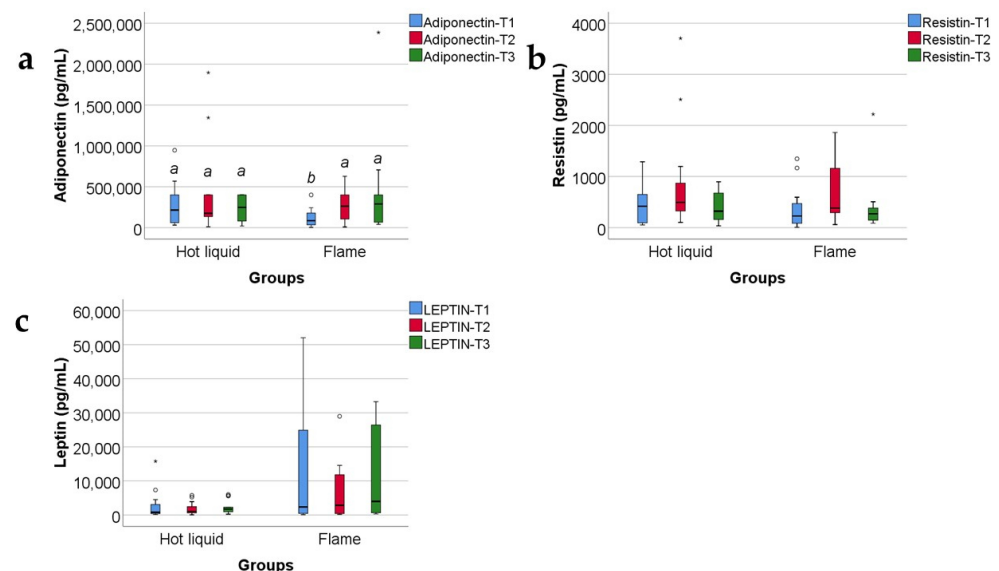 a
Adiponectin (pg/mL)
2,500,000
2,000,000
1,500,000
1,000,000
500,000
0
Adiponectin-T1
Adiponectin-T2
Adiponectin-T3
a a a b a a
Hot liquid Flame
Groups
b
Resistin (pg/mL)
4000
3000
2000
1000
0
Resistin-T1
Resistin-T2
Resistin-T3
Hot liquid Flame
Groups
c
Leptin (pg/mL)
60,000
50,000
40,000
30,000
20,000
10,000
0
LEPTIN-T1
LEPTIN-T2
LEPTIN-T3
Hot liquid Flame
Groups